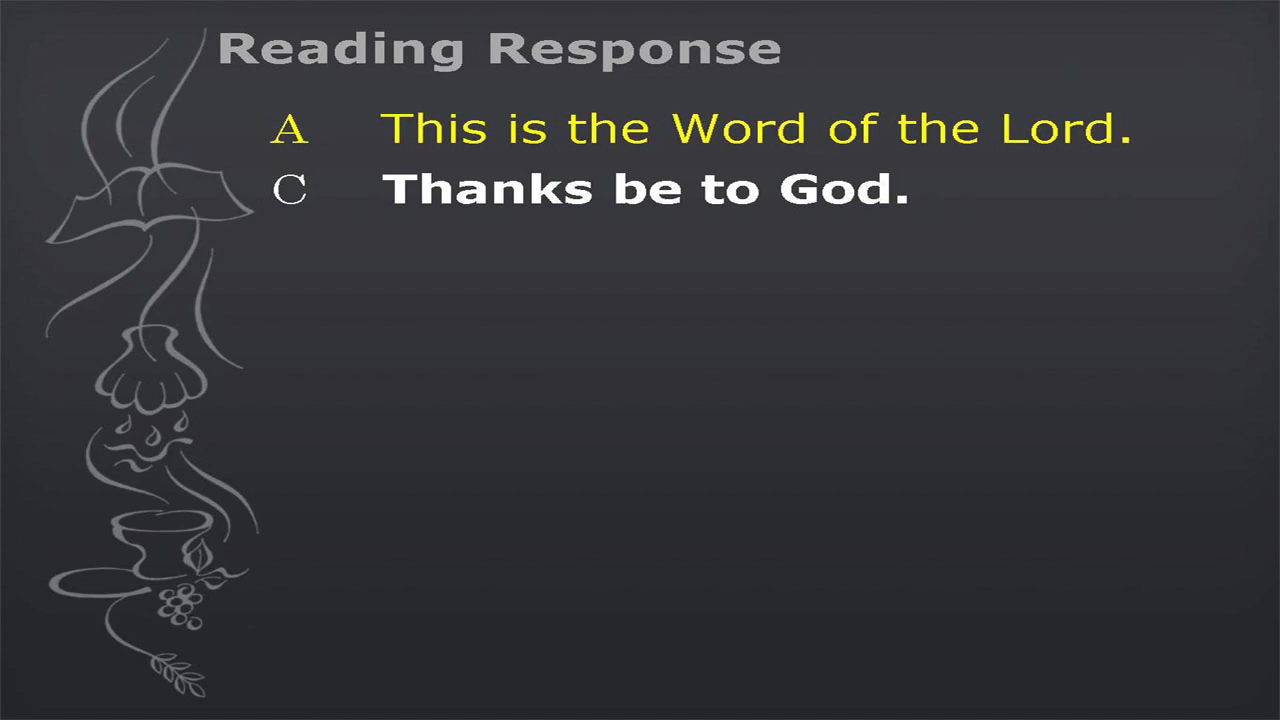 Reading Response
A This is the Word of the Lord.
C Thanks be to God.